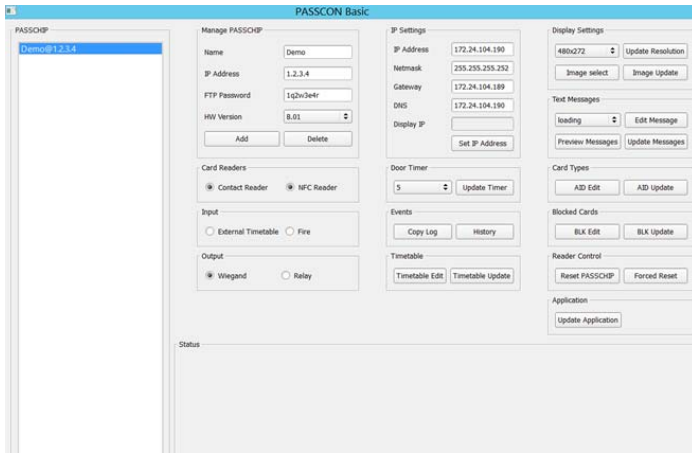 PASSCON Basic
PASSCHIP
Demo@1.2.3.4
Manage PASSCHIP
Name Demo
IP Address 1.2.3.4
FTP Password 1q2w3e4r
HW Version 8.01
Add Delete
Card Readers
Contact Reader NFC Reader
Input
External Timetable Fire
Output
Wiegand Relay
IP Settings
IP Address 172.24.104.190
Netmask 255.255.255.252
Gateway 172.24.104.189
DNS 172.24.104.190
Display IP
Set IP Address
Door Timer
5 Update Timer
Events
Copy Log History
Timetable
Timetable Edit Timetable Update
Display Settings
480x272 Update Resolution
Image select Image Update
Text Messages
loading Edit Message
Preview Messages Update Messages
Card Types
AID Edit AID Update
Blocked Cards
BLK Edit BLK Update
Reader Control
Reset PASSCHIP Forced Reset
Application
Update Application
Status